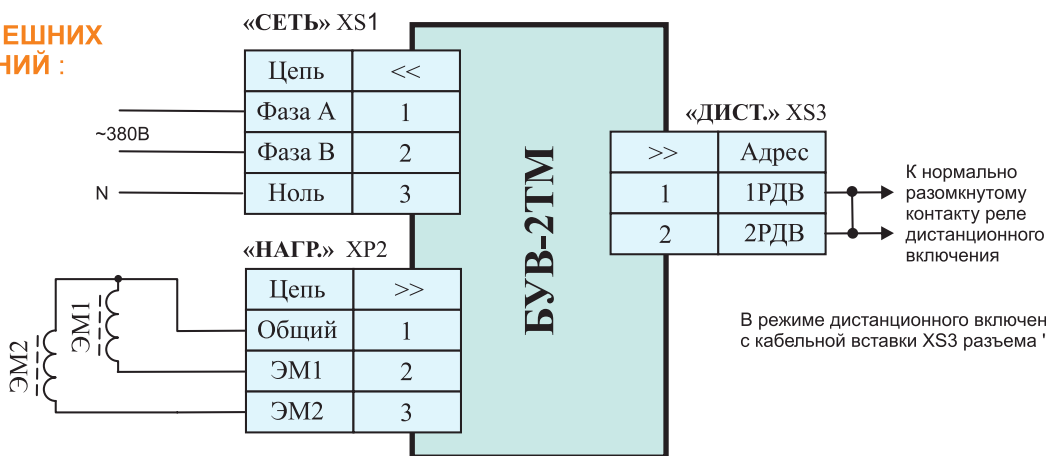 ЕШНИХ
НИЙ :
«СЕТЬ» XS1
Цепь <<
Фаза А 1
Фаза В 2
Ноль 3
~380В
N
«НАГР.» XP2
Цепь >>
Общий 1
ЭМ1 2
ЭМ2 3
ЭМ1
ЭМ2
БУВ-2ТМ
«ДИСТ.» XS3
>> Адрес
1 1РДВ
2 2РДВ
К нормально
разомкнутому
контакту реле
дистанционного
включения
В режиме дистанционного включен
с кабельной вставки XS3 разъема "